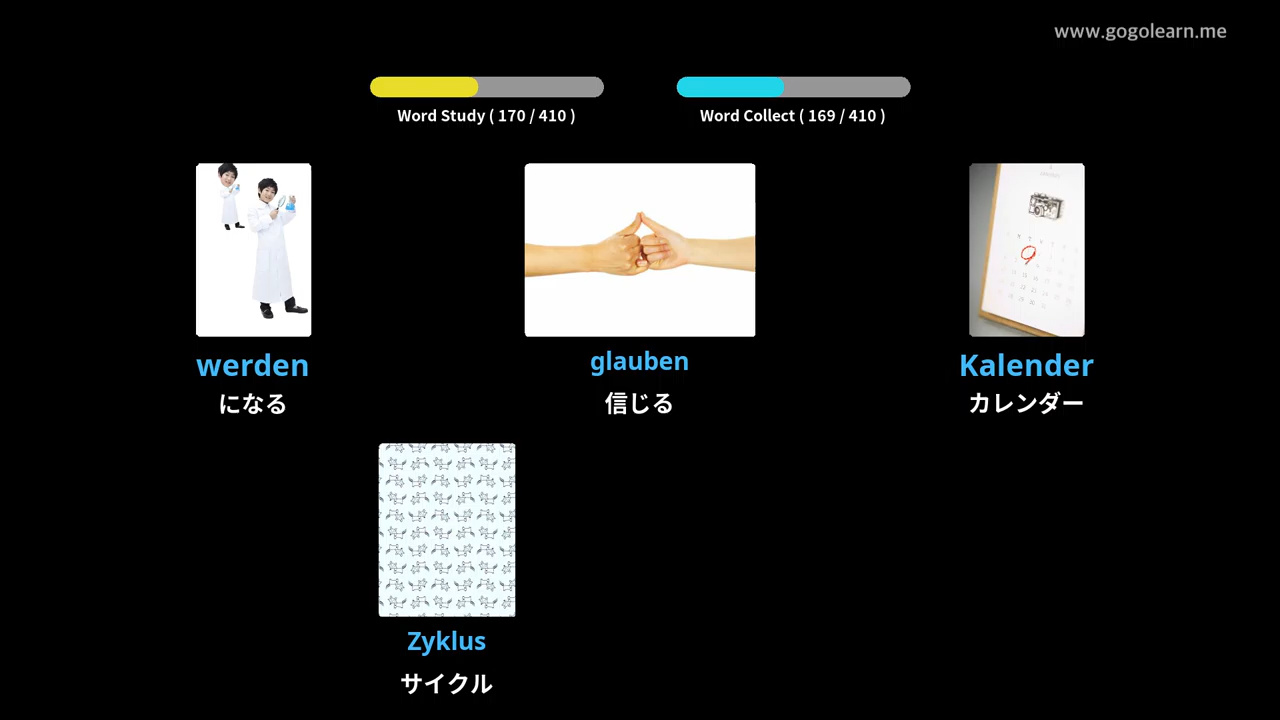 www.gogolearn.me
Word Study ( 170 / 410 )
Word Collect ( 169 / 410 )
werden
になる
glauben
信じる
Kalender
カレンダー
Zyklus
サイクル